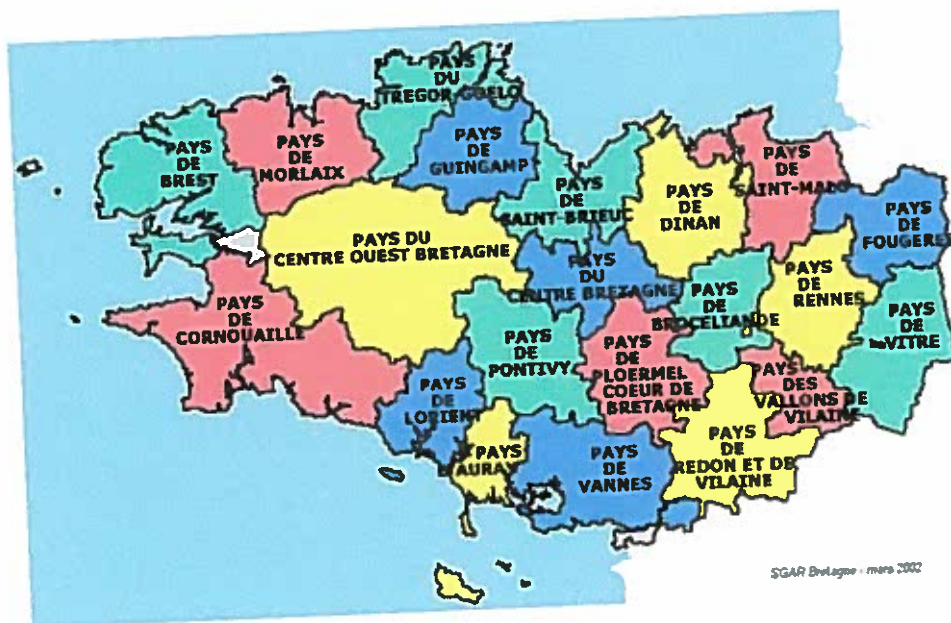 PAYS
DU
TREGOR-GOELO
PAYS
DE
MORLAIX
PAYS
DE
BREST
PAYS
DE
GUINGAMP
PAYS
DE
SAINT-BRIEUC
PAYS
DE
DINAN
PAYS
DE
SAINT-MALO
PAYS
DE
FOUGERE
PAYS DU
CENTRE OUEST BRETAGNE
PAYS
DU
CENTRE BRETAGNE
PAYS
DE
BROCELIANDE
PAYS
DE
RENNES
PAYS
DE
VITRE
PAYS
DE
CORNOUAILLE
PAYS
DE
PONTIVY
PAYS
DE
PLOERMEL
COEUR DE
BRETAGNE
PAYS
DES
VALLONS DE
VILAINE
PAYS
DE
LORIENT
PAYS
D'AURAY
PAYS
DE
VANNES
PAYS
DE
REDON ET DE
VILAINE
SGAR Bretagne - mars 2002